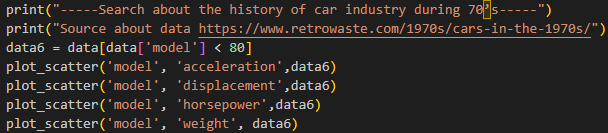 print("-----Search about the history of car industry during 70’s-----")
print("Source about data https://www.retrowaste.com/1970s/cars-in-the-1970s/")
data6 = data[data['model'] < 80]
plot_scatter('model', 'acceleration',data6)
plot_scatter('model', 'displacement',data6)
plot_scatter('model', 'horsepower',data6)
plot_scatter('model', 'weight', data6)